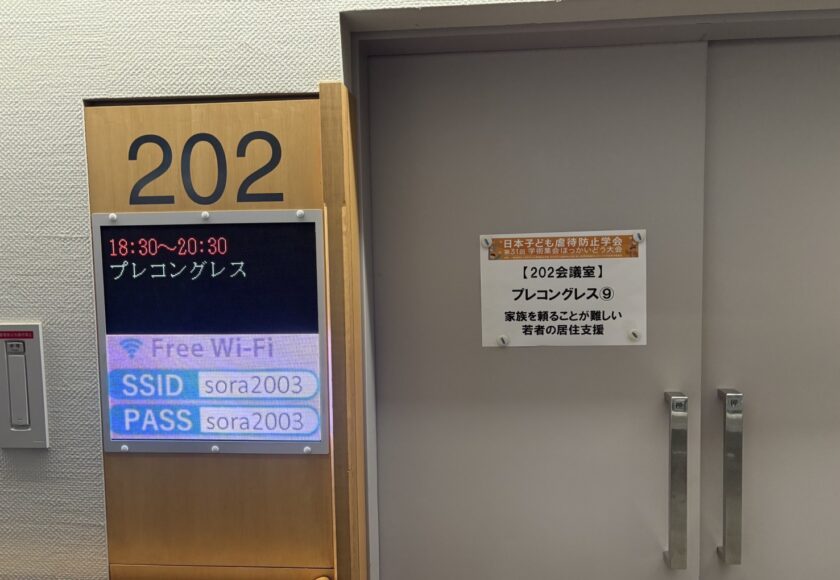 202
18:30～20:30
プレコングレス
Free Wi-Fi
SSID sora2003
PASS sora2003
日本子ども虐待防止学会
第31回 学術集会ほっかいどう大会
【202会議室】
プレコングレス⑨
家族を頼ることが難しい
若者の居住支援
押